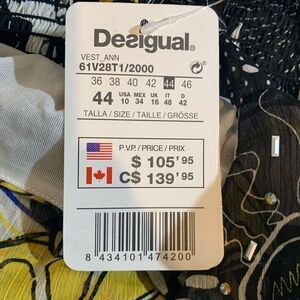 Desigual®
VEST_ANN
61V28T1/2000
36 38 40 42 44 46
44 USA MEX UK IT D
10 34 16 48 42
TALLA / SIZE / TAILLE / GRÖSSE
P.V.P. / PRICE / PRIX
$ 105'95
C$ 139'95
8 434101 474200